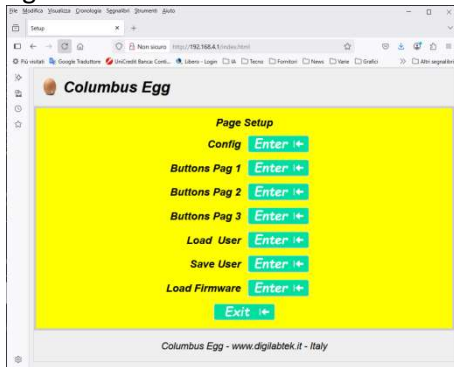 File Modifica Visualizza Cronologia Segnalibri Strumenti Aiuto
Setup
Non sicuro http://192.168.4.1/index.html
Più visitati Google Traduttore UniCredit Banca: Conti... Libero - Login IA Tecno Fornitori News Varie Grafici Altri segnalibri
Columbus Egg
Page Setup
Config Enter
Buttons Pag 1 Enter
Buttons Pag 2 Enter
Buttons Pag 3 Enter
Load User Enter
Save User Enter
Load Firmware Enter
Exit
Columbus Egg - www.digilabtek.it - Italy